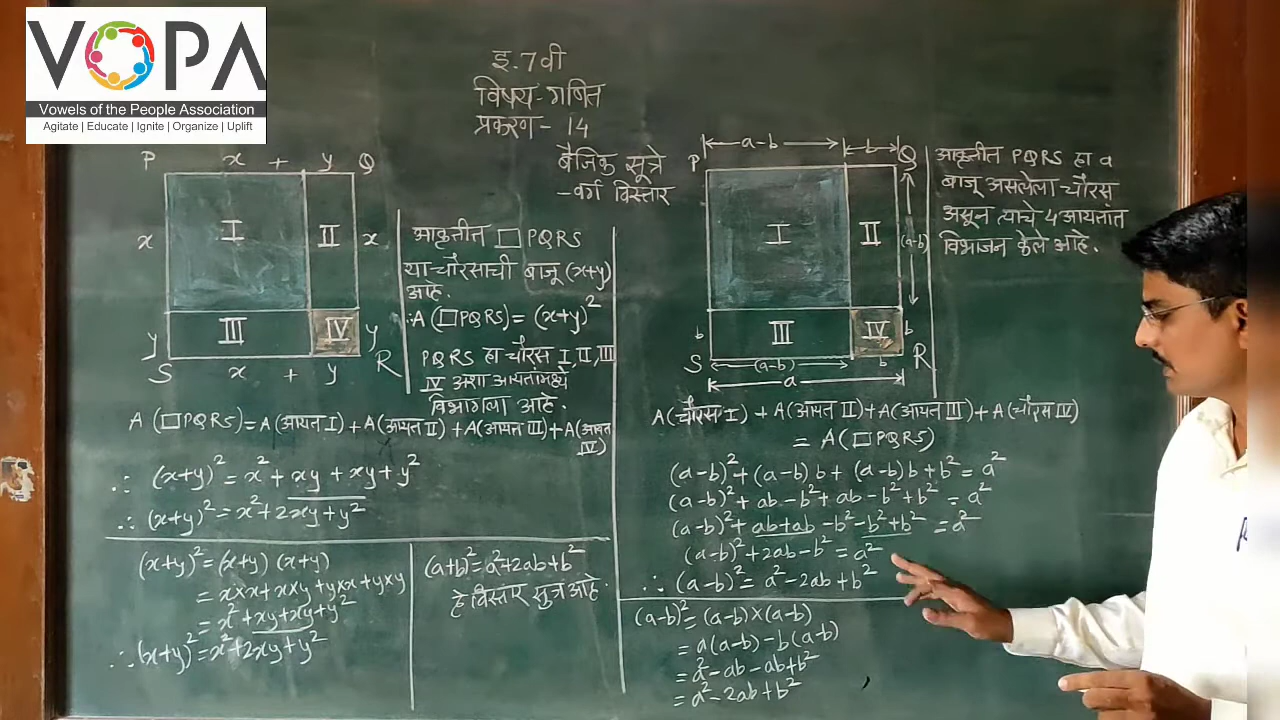 VOPA
Vowels of the People Association
Agitate | Educate | Ignite | Organize | Uplift
इ.7वी
विषय-गणित
प्रकरण- 14
बैजिक सूत्रे
-वर्ग विस्तार
P x + y Q
x I II x
y III IV y
S x + y R
आकृतीत □PQRS
या चौरसाची बाजू (x+y)
आहे.
∴A(□PQRS)= (x+y)²
PQRS हा चौरस I, II, III
IV अशा आयतांमध्ये
विभागला आहे.
A(□PQRS)=A(आयत I)+A(आयत II)+A(आयत III)+A(आयत IV)
∴ (x+y)² = x²+ xy + xy + y²
∴ (x+y)² = x²+2xy+y²
(x+y)²=(x+y) (x+y)
= x×x+x×y+y×x+y×y
= x²+xy+xy+y²
∴(x+y)²=x²+2xy+y²
(a+b)²=a²+2ab+b²
हे विस्तार सुत्र आहे.
P a-b b Q
I II (a-b)
b III IV b
S (a-b) b R
a
आकृतीत PQRS हा a
बाजू असलेला चौरस
असून त्याचे 4 आयतात
विभाजन केले आहे.
A(चौरस I) + A(आयत II)+A(आयत III)+A(चौरस IV)
= A(□PQRS)
(a-b)²+(a-b)b+(a-b)b+b²=a²
(a-b)²+ab-b²+ab-b²+b²=a²
(a-b)²+ab+ab-b²-b²+b²=a²
(a-b)²+2ab-b²=a²
∴ (a-b)²= a²-2ab+b²
(a-b)²=(a-b)×(a-b)
= a(a-b)-b(a-b)
= a²-ab-ab+b²
= a²-2ab+b²